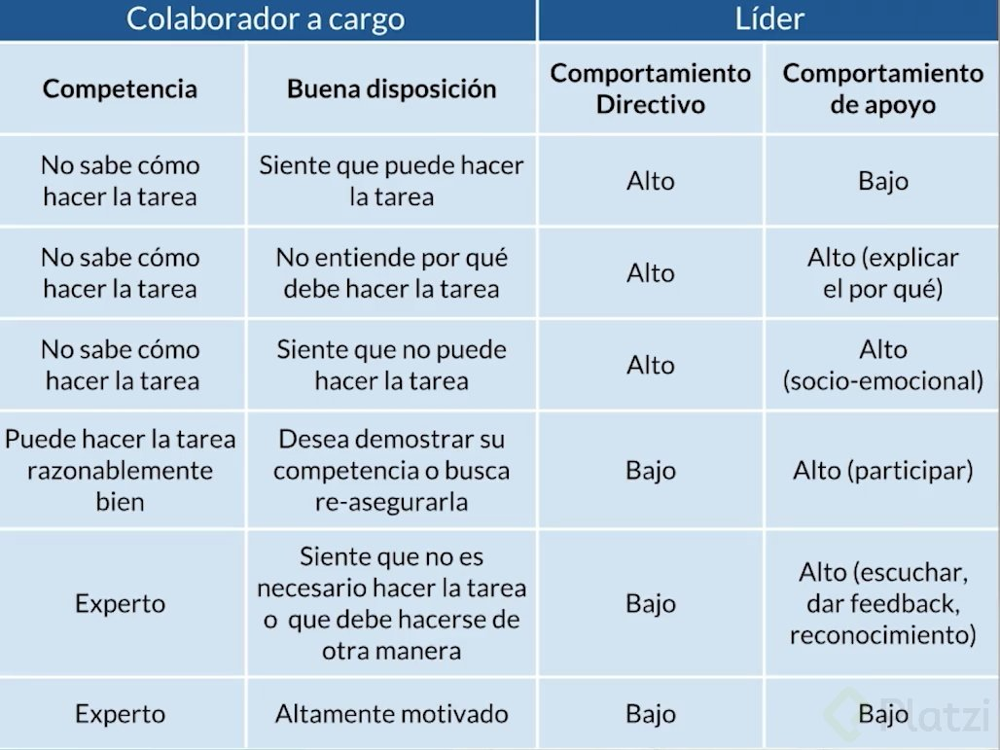 Colaborador a cargo
Líder
Competencia
Buena disposición
Comportamiento
Directivo
Comportamiento
de apoyo
No sabe cómo
hacer la tarea
Siente que puede hacer
la tarea
Alto
Bajo
No sabe cómo
hacer la tarea
No entiende por qué
debe hacer la tarea
Alto
Alto (explicar
el por qué)
No sabe cómo
hacer la tarea
Siente que no puede
hacer la tarea
Alto
Alto
(socio-emocional)
Puede hacer la tarea
razonablemente
bien
Desea demostrar su
competencia o busca
re-asegurarla
Bajo
Alto (participar)
Experto
Siente que no es
necesario hacer la tarea
o que debe hacerse de
otra manera
Bajo
Alto (escuchar,
dar feedback,
reconocimiento)
Experto
Altamente motivado
Bajo
Bajo
Platzi